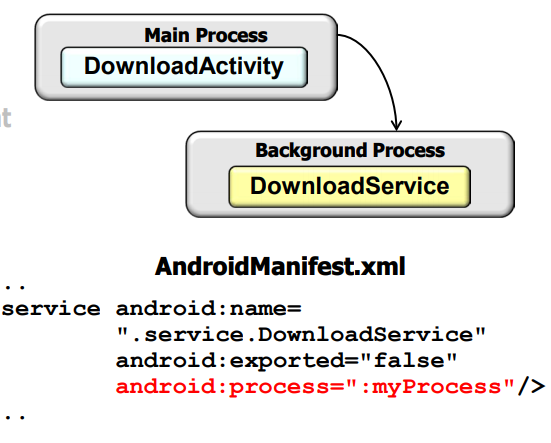 Main Process
DownloadActivity
Background Process
DownloadService
AndroidManifest.xml
..
service android:name=
".service.DownloadService"
android:exported="false"
android:process=":myProcess"/>
..